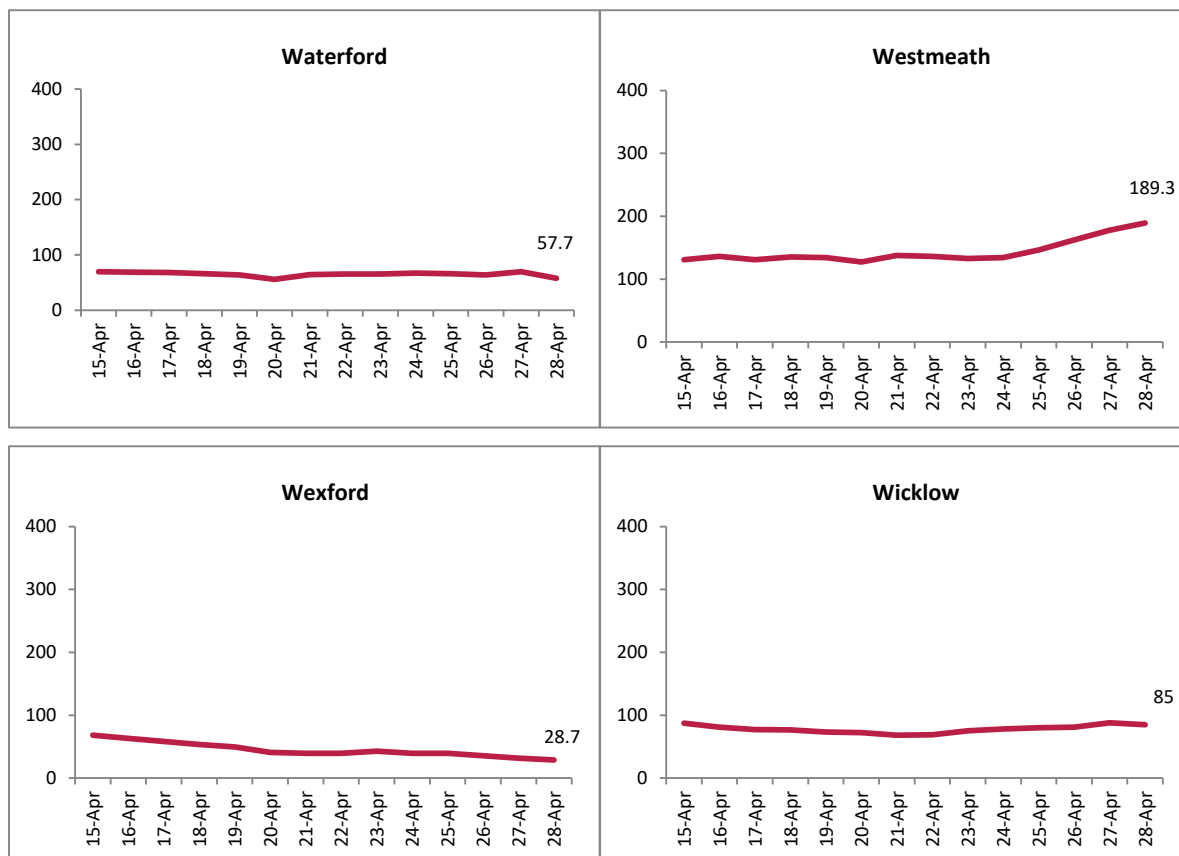 Waterford
400
300
200
100
0
57.7
15-Apr
16-Apr
17-Apr
18-Apr
19-Apr
20-Apr
21-Apr
22-Apr
23-Apr
24-Apr
25-Apr
26-Apr
27-Apr
28-Apr
Westmeath
400
300
200
100
0
189.3
15-Apr
16-Apr
17-Apr
18-Apr
19-Apr
20-Apr
21-Apr
22-Apr
23-Apr
24-Apr
25-Apr
26-Apr
27-Apr
28-Apr
Wexford
400
300
200
100
0
28.7
15-Apr
16-Apr
17-Apr
18-Apr
19-Apr
20-Apr
21-Apr
22-Apr
23-Apr
24-Apr
25-Apr
26-Apr
27-Apr
28-Apr
Wicklow
400
300
200
100
0
85
15-Apr
16-Apr
17-Apr
18-Apr
19-Apr
20-Apr
21-Apr
22-Apr
23-Apr
24-Apr
25-Apr
26-Apr
27-Apr
28-Apr